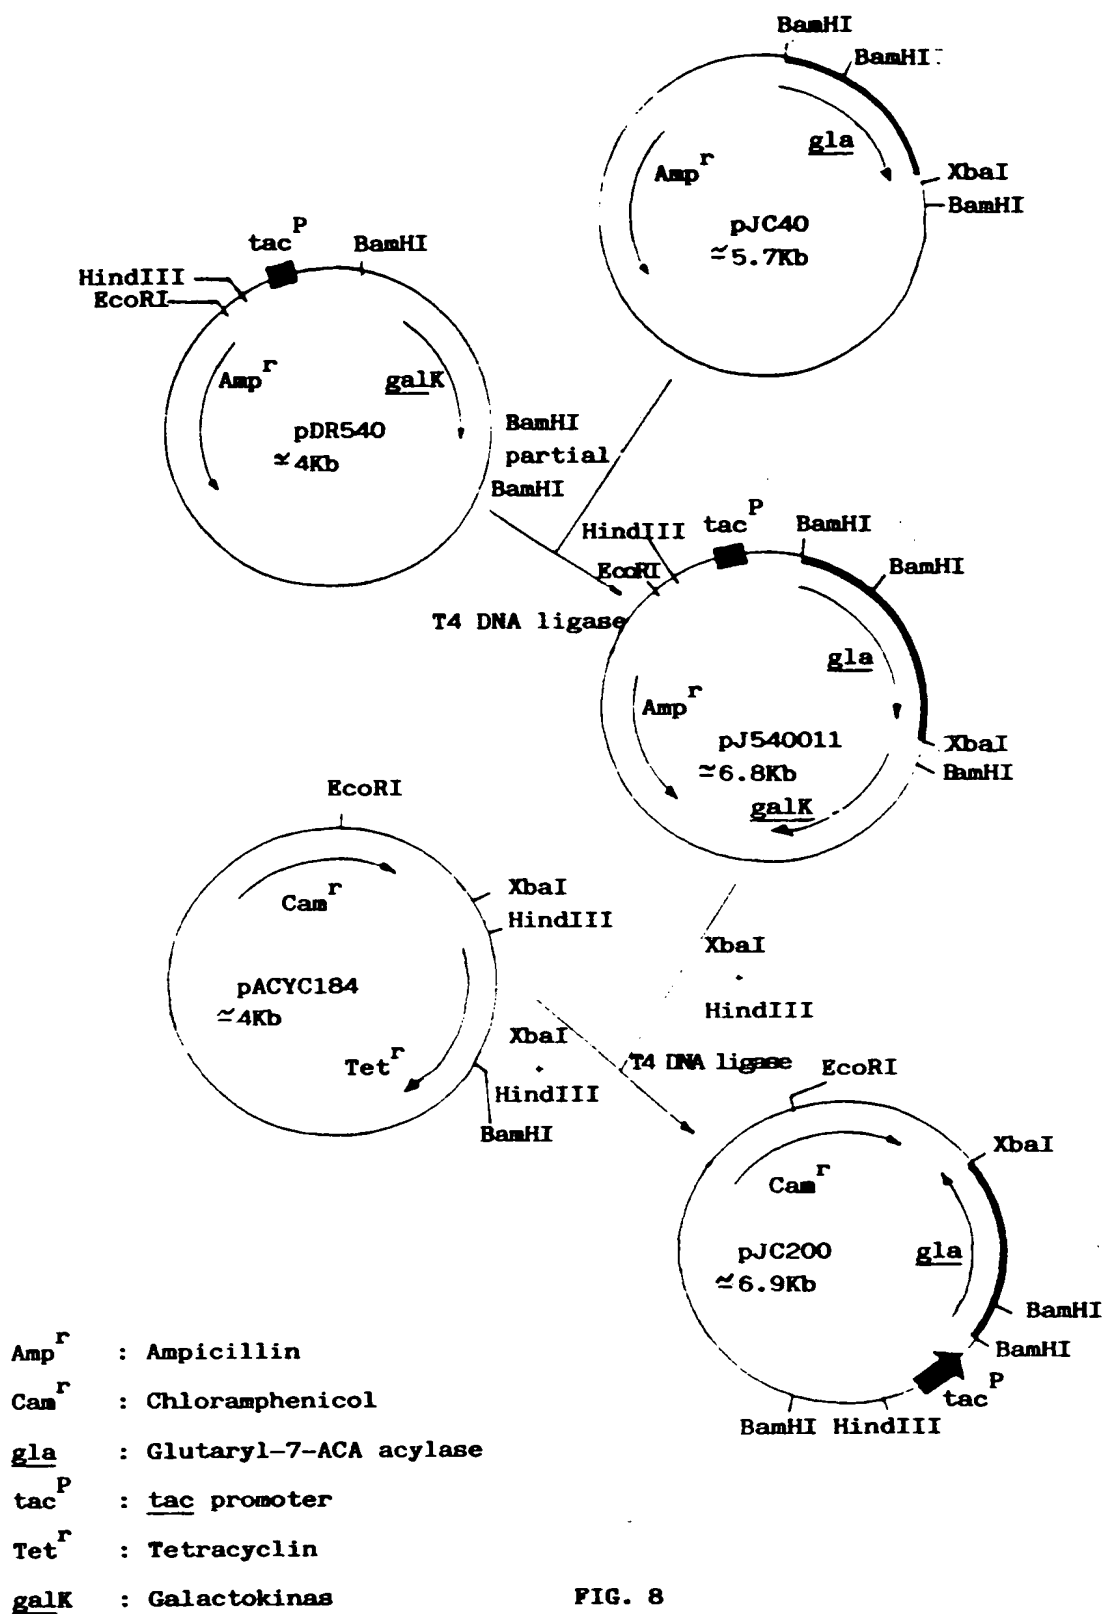 BamHI
BamHI
gla
XbaI
BamHI
Amp^r
pJC40
≃5.7Kb
tac^P
BamHI
HindIII
EcoRI
Amp^r
galK
pDR540
≃4Kb
BamHI
partial
BamHI
HindIII
tac^P
BamHI
EcoRI
BamHI
T4 DNA ligase
gla
Amp^r
pJ540011
≃6.8Kb
XbaI
BamHI
galK
EcoRI
Cam^r
XbaI
HindIII
pACYC184
≃4Kb
Tet^r
BamHI
XbaI
HindIII
XbaI
HindIII
T4 DNA ligase
EcoRI
XbaI
Cam^r
pJC200
≃6.9Kb
gla
BamHI
BamHI
tac^P
BamHI HindIII
Amp^r : Ampicillin
Cam^r : Chloramphenicol
gla : Glutaryl-7-ACA acylase
tac^P : tac promoter
Tet^r : Tetracyclin
galK : Galactokinas
FIG. 8